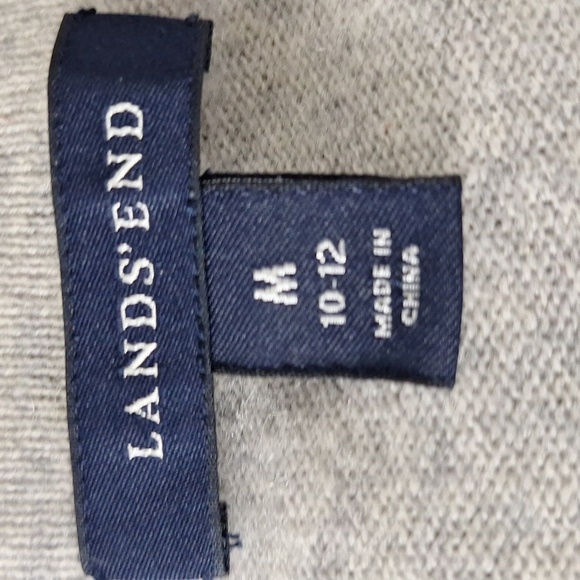 LANDS' END
M
10-12
MADE IN
CHINA